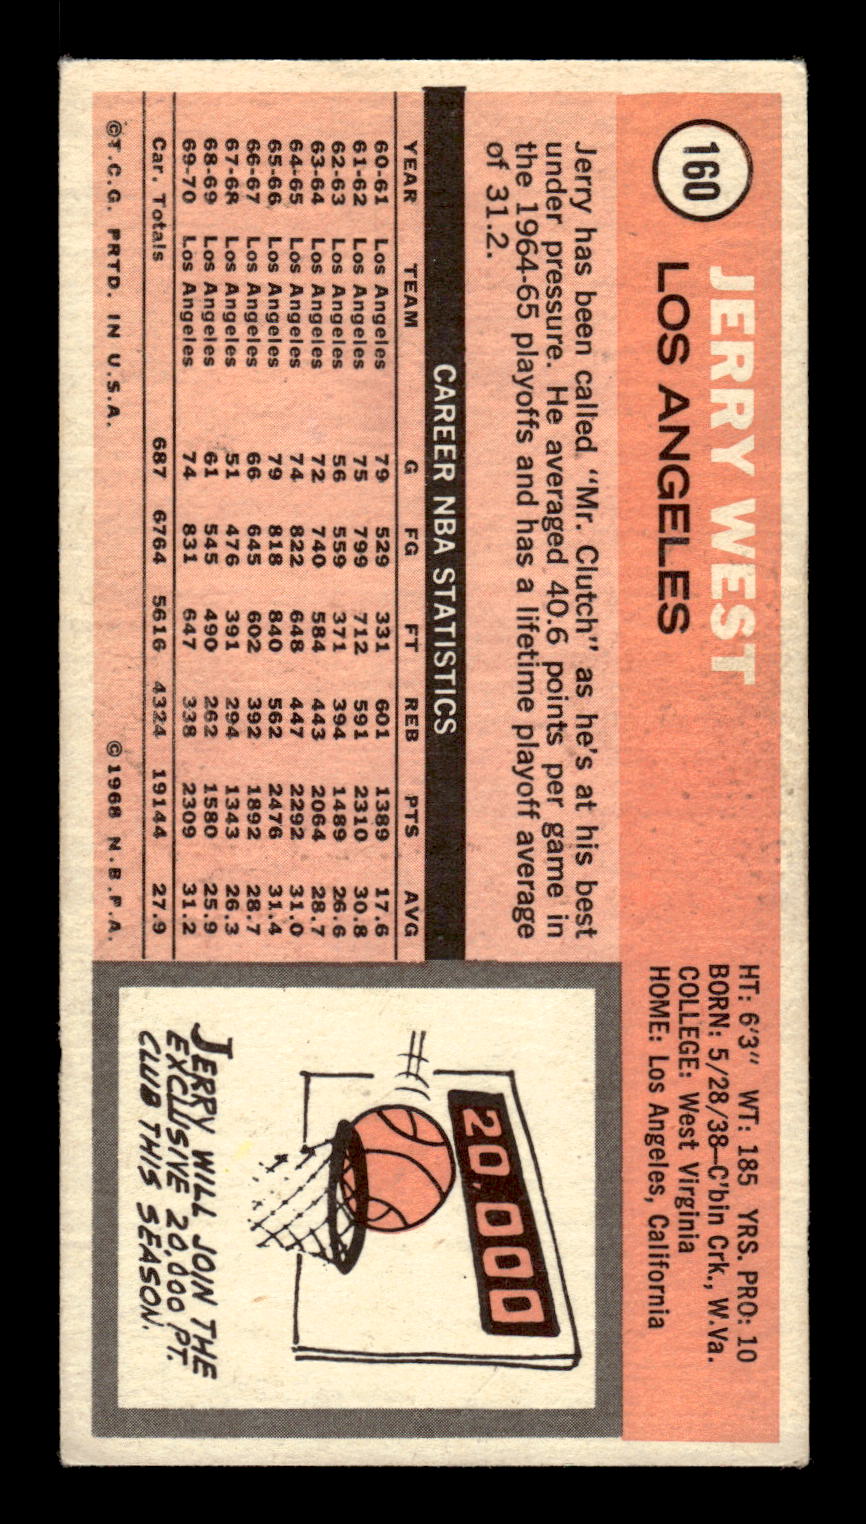 160
JERRY WEST
LOS ANGELES
HT: 6'3" WT: 185 YRS. PRO: 10
BORN: 5/28/38—C'bin Crk., W.Va.
COLLEGE: West Virginia
HOME: Los Angeles, California
Jerry has been called "Mr. Clutch" as he's at his best
under pressure. He averaged 40.6 points per game in
the 1964-65 playoffs and has a lifetime playoff average
of 31.2.
CAREER NBA STATISTICS
YEAR TEAM G FG FT REB PTS AVG
60-61 Los Angeles 79 529 331 601 1389 17.6
61-62 Los Angeles 75 799 712 591 2310 30.8
62-63 Los Angeles 56 559 371 394 1489 26.6
63-64 Los Angeles 72 740 584 443 2064 28.7
64-65 Los Angeles 74 822 648 447 2292 31.0
65-66 Los Angeles 79 818 840 562 2476 31.4
66-67 Los Angeles 66 645 602 392 1892 28.7
67-68 Los Angeles 51 476 391 294 1343 26.3
68-69 Los Angeles 61 545 490 262 1580 25.9
69-70 Los Angeles 74 831 647 338 2309 31.2
Car. Totals 687 6764 5616 4324 19144 27.9
©T.C.G. PRTD. IN U.S.A. ©1968 N.B.P.A.
20,000
JERRY WILL JOIN THE
EXCLUSIVE 20,000 PT.
CLUB THIS SEASON.